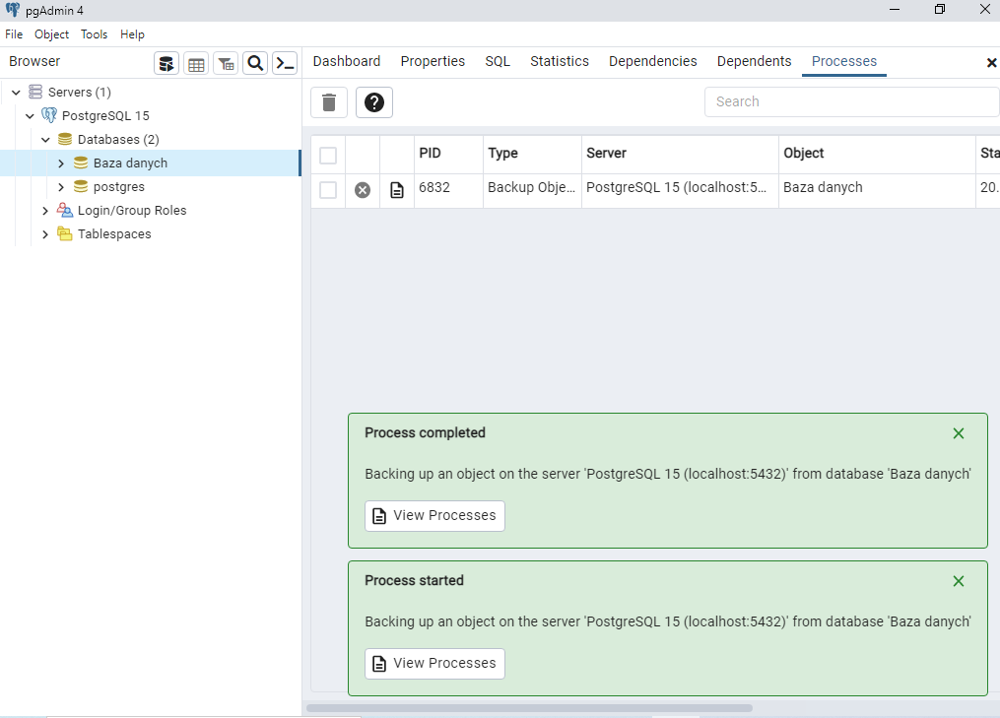 pgAdmin 4
File Object Tools Help
Browser
Dashboard Properties SQL Statistics Dependencies Dependents Processes
Servers (1)
PostgreSQL 15
Databases (2)
Baza danych
postgres
Login/Group Roles
Tablespaces
Search
PID Type Server Object Sta
6832 Backup Obje... PostgreSQL 15 (localhost:5... Baza danych 20.
Process completed
Backing up an object on the server 'PostgreSQL 15 (localhost:5432)' from database 'Baza danych'
View Processes
Process started
Backing up an object on the server 'PostgreSQL 15 (localhost:5432)' from database 'Baza danych'
View Processes